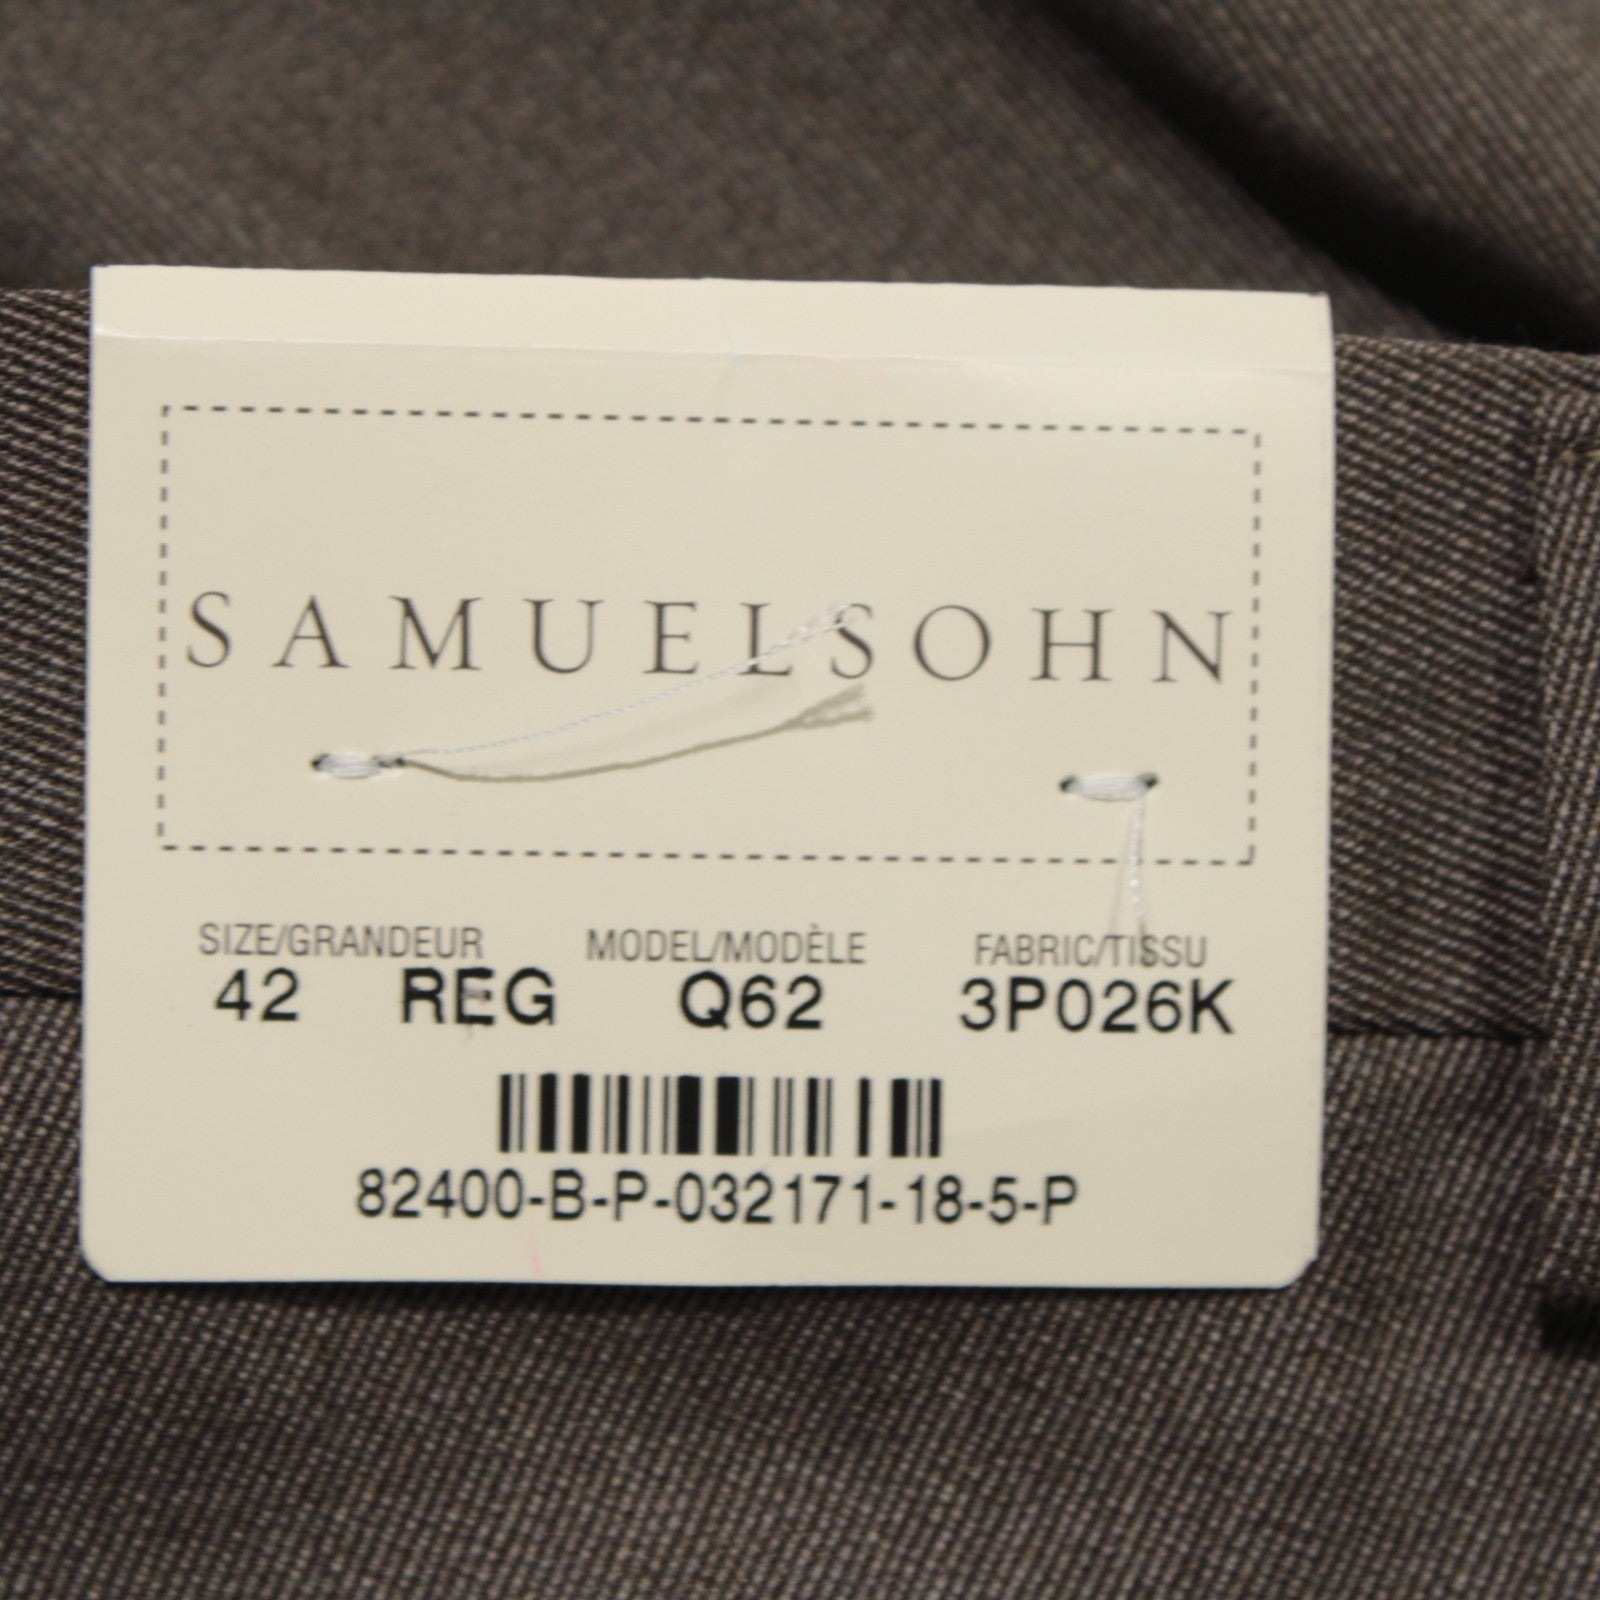 SAMUELSOHN
SIZE/GRANDEUR MODEL/MODÈLE FABRIC/TISSU
42 REG Q62 3P026K
82400-B-P-032171-18-5-P